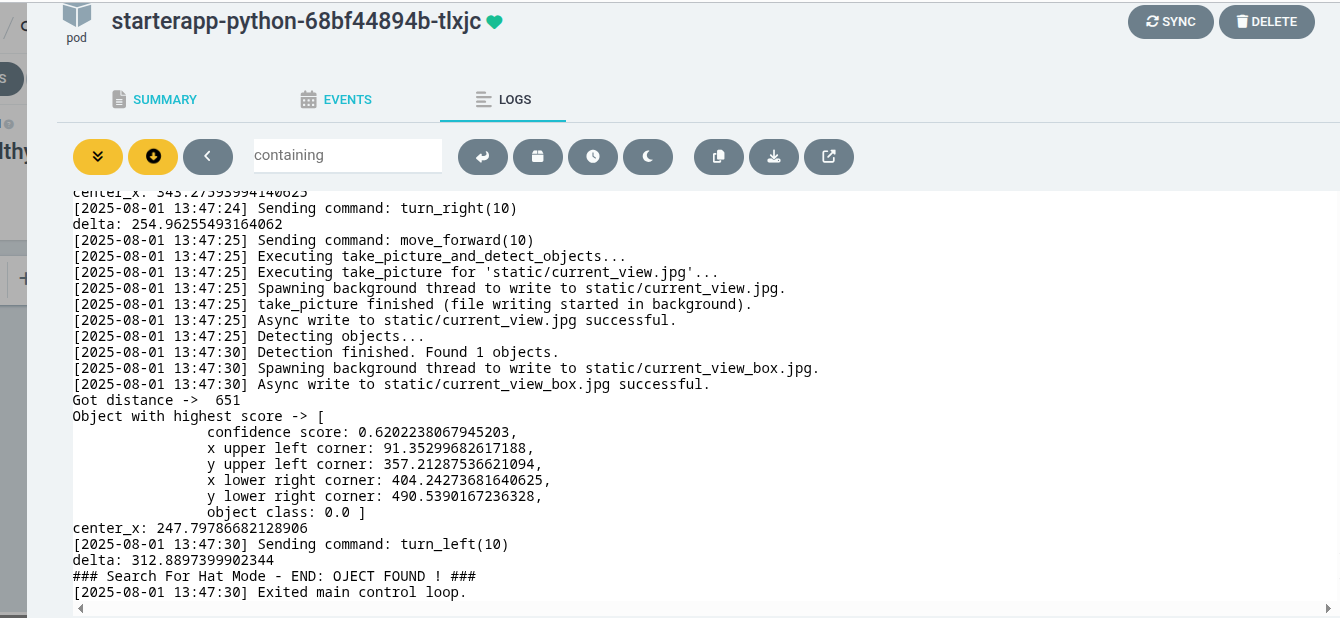 starterapp-python-68bf44894b-tlxjc
pod
SYNC
DELETE
S
lthy
SUMMARY
EVENTS
LOGS
containing
center_x: 343.27593994140625
[2025-08-01 13:47:24] Sending command: turn_right(10)
delta: 254.96255493164062
[2025-08-01 13:47:25] Sending command: move_forward(10)
[2025-08-01 13:47:25] Executing take_picture_and_detect_objects...
[2025-08-01 13:47:25] Executing take_picture for 'static/current_view.jpg'...
[2025-08-01 13:47:25] Spawning background thread to write to static/current_view.jpg.
[2025-08-01 13:47:25] take_picture finished (file writing started in background).
[2025-08-01 13:47:25] Async write to static/current_view.jpg successful.
[2025-08-01 13:47:25] Detecting objects...
[2025-08-01 13:47:30] Detection finished. Found 1 objects.
[2025-08-01 13:47:30] Spawning background thread to write to static/current_view_box.jpg.
[2025-08-01 13:47:30] Async write to static/current_view_box.jpg successful.
Got distance ->  651
Object with highest score -> [
confidence score: 0.6202238067945203,
x upper left corner: 91.35299682617188,
y upper left corner: 357.21287536621094,
x lower right corner: 404.24273681640625,
y lower right corner: 490.5390167236328,
object class: 0.0 ]
center_x: 247.79786682128906
[2025-08-01 13:47:30] Sending command: turn_left(10)
delta: 312.8897399902344
### Search For Hat Mode - END: OJECT FOUND ! ###
[2025-08-01 13:47:30] Exited main control loop.